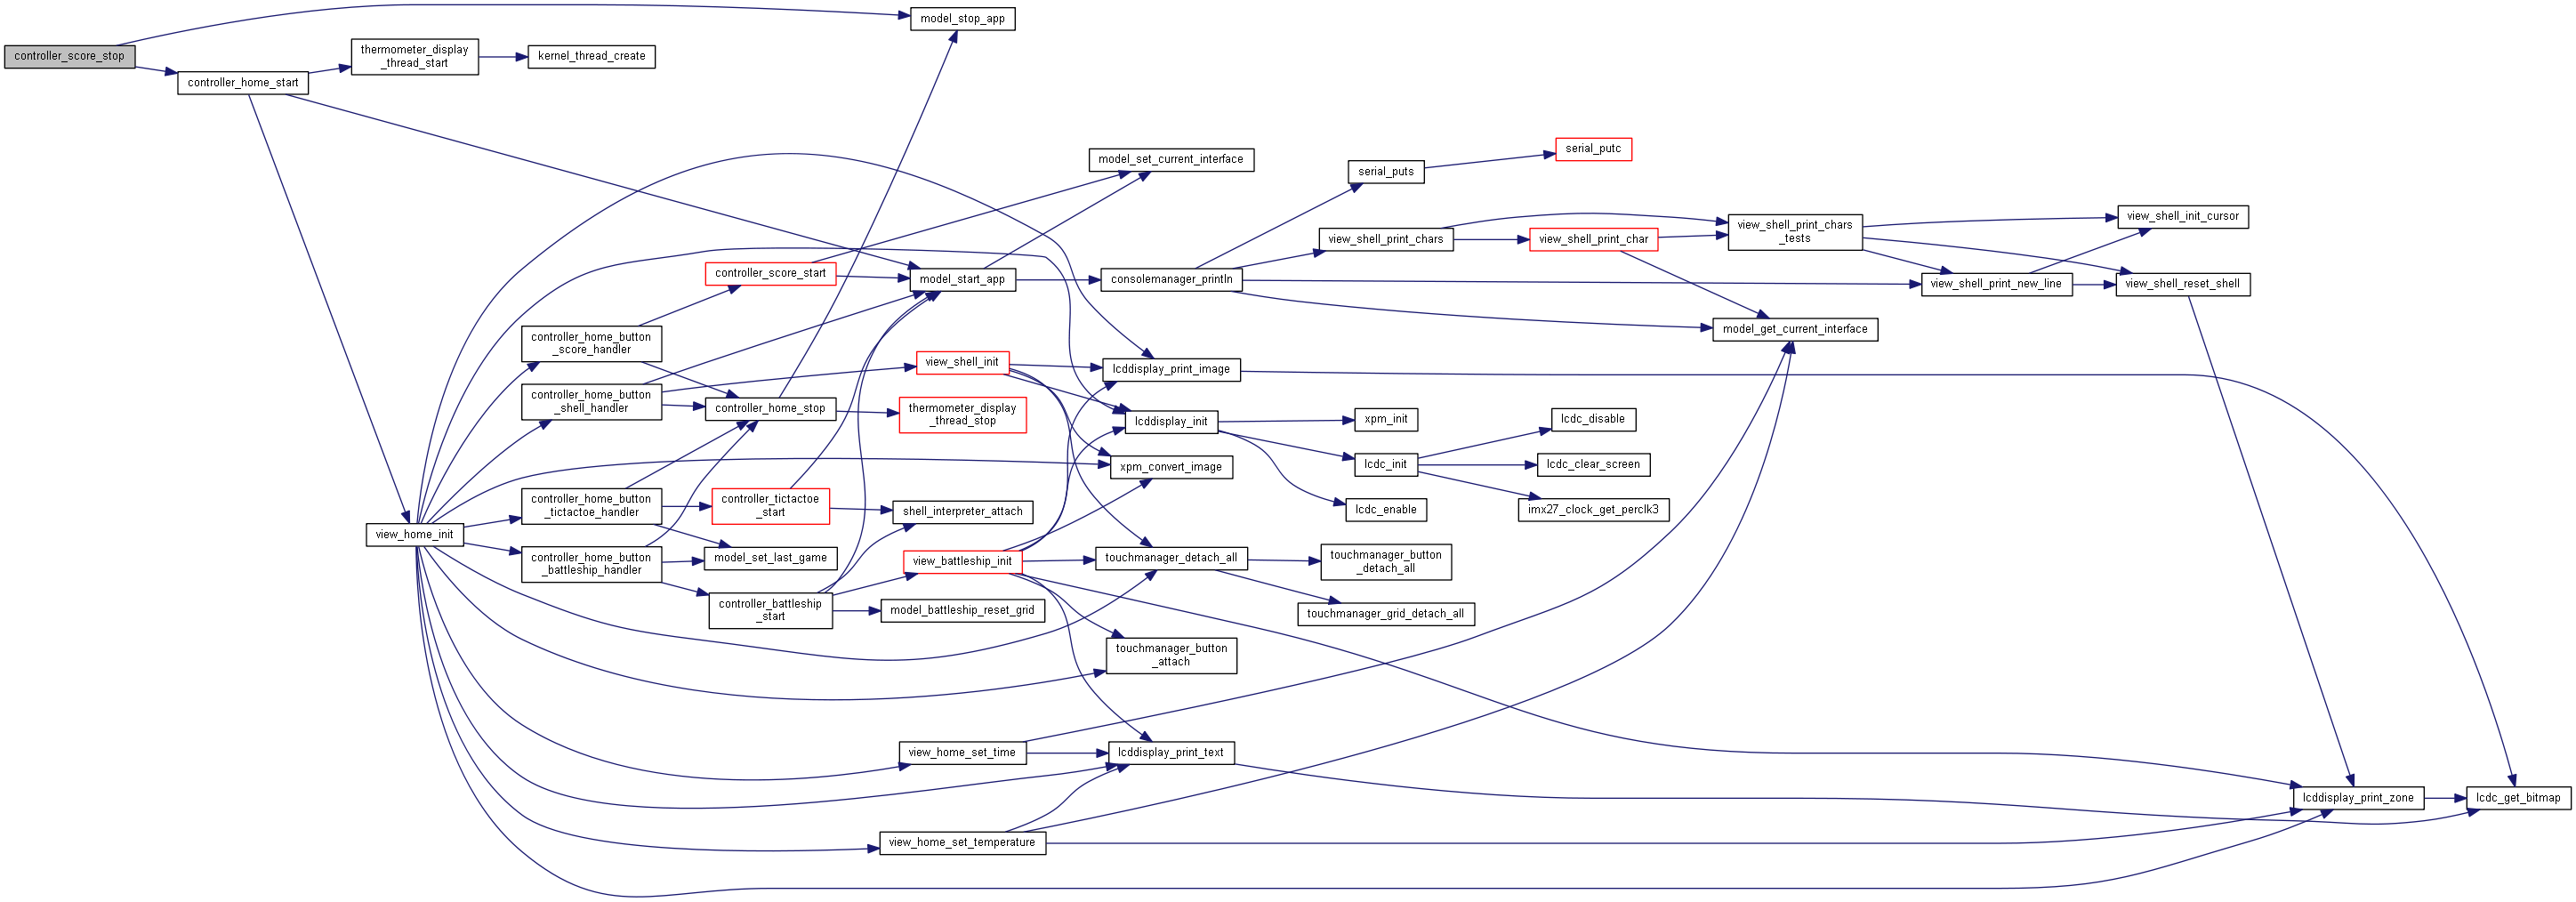 controller_score_stop
model_stop_app
thermometer_display
_thread_start
kernel_thread_create
controller_home_start
model_set_current_interface
serial_putc
serial_puts
view_shell_print_chars
view_shell_print_char
view_shell_print_chars
_tests
view_shell_init_cursor
controller_score_start
model_start_app
consolemanager_println
view_shell_print_new_line
view_shell_reset_shell
model_get_current_interface
controller_home_button
_score_handler
view_shell_init
lcddisplay_print_image
controller_home_button
_shell_handler
controller_home_stop
thermometer_display
_thread_stop
lcddisplay_init
xpm_init
lcdc_disable
xpm_convert_image
lcdc_init
lcdc_clear_screen
controller_home_button
_tictactoe_handler
controller_tictactoe
_start
shell_interpreter_attach
lcdc_enable
imx27_clock_get_perclk3
view_home_init
controller_home_button
_battleship_handler
model_set_last_game
view_battleship_init
touchmanager_detach_all
touchmanager_button
_detach_all
controller_battleship
_start
model_battleship_reset_grid
touchmanager_grid_detach_all
touchmanager_button
_attach
view_home_set_time
lcddisplay_print_text
lcddisplay_print_zone
lcdc_get_bitmap
view_home_set_temperature